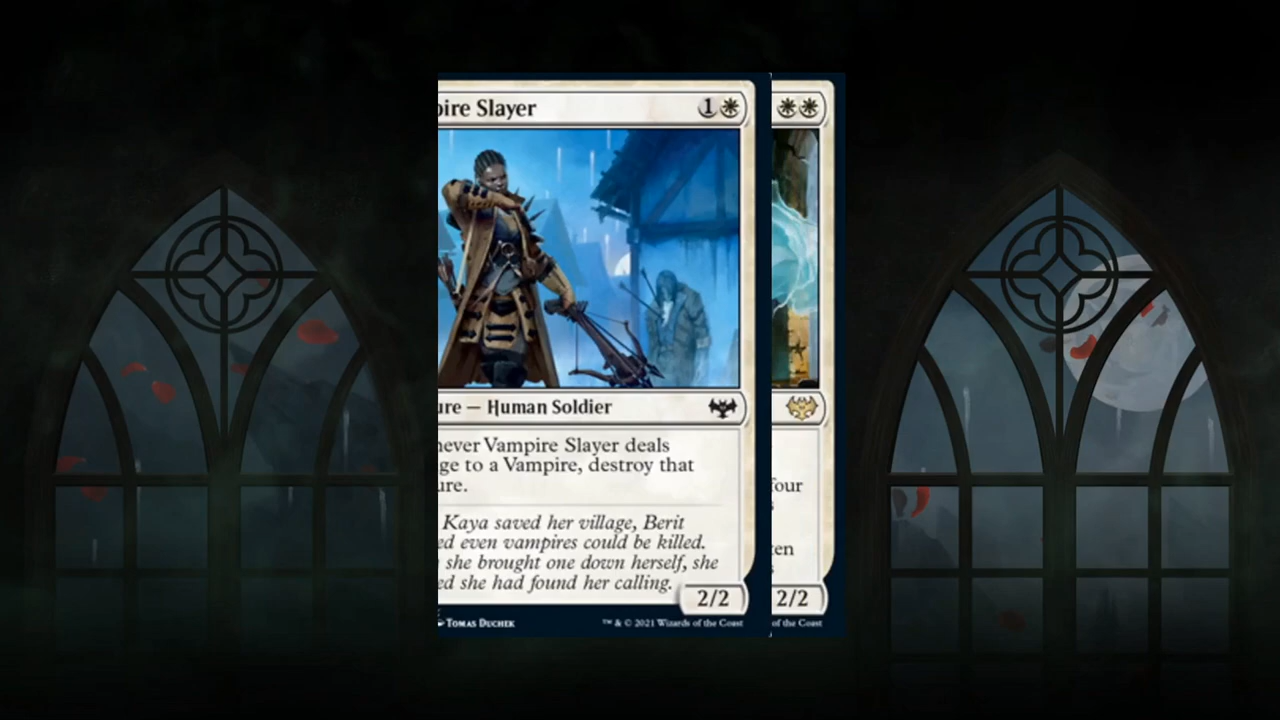 pire Slayer 1
ure — Human Soldier
never Vampire Slayer deals
ge to a Vampire, destroy that
ure.
Kaya saved her village, Berit
ed even vampires could be killed.
she brought one down herself, she
ed she had found her calling.
2/2
Tomas Duchek ™ & © 2021 Wizards of the Coast
four
ten
2/2
of the Coast